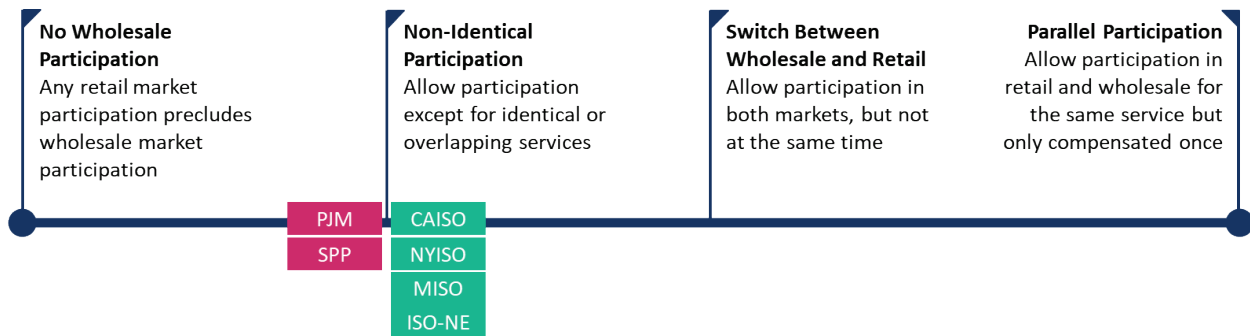 No Wholesale
Participation
Any retail market
participation precludes
wholesale market
participation
Non-Identical
Participation
Allow participation
except for identical or
overlapping services
Switch Between
Wholesale and Retail
Allow participation in
both markets, but not
at the same time
Parallel Participation
Allow participation in
retail and wholesale for
the same service but
only compensated once
PJM
SPP
CAISO
NYISO
MISO
ISO-NE